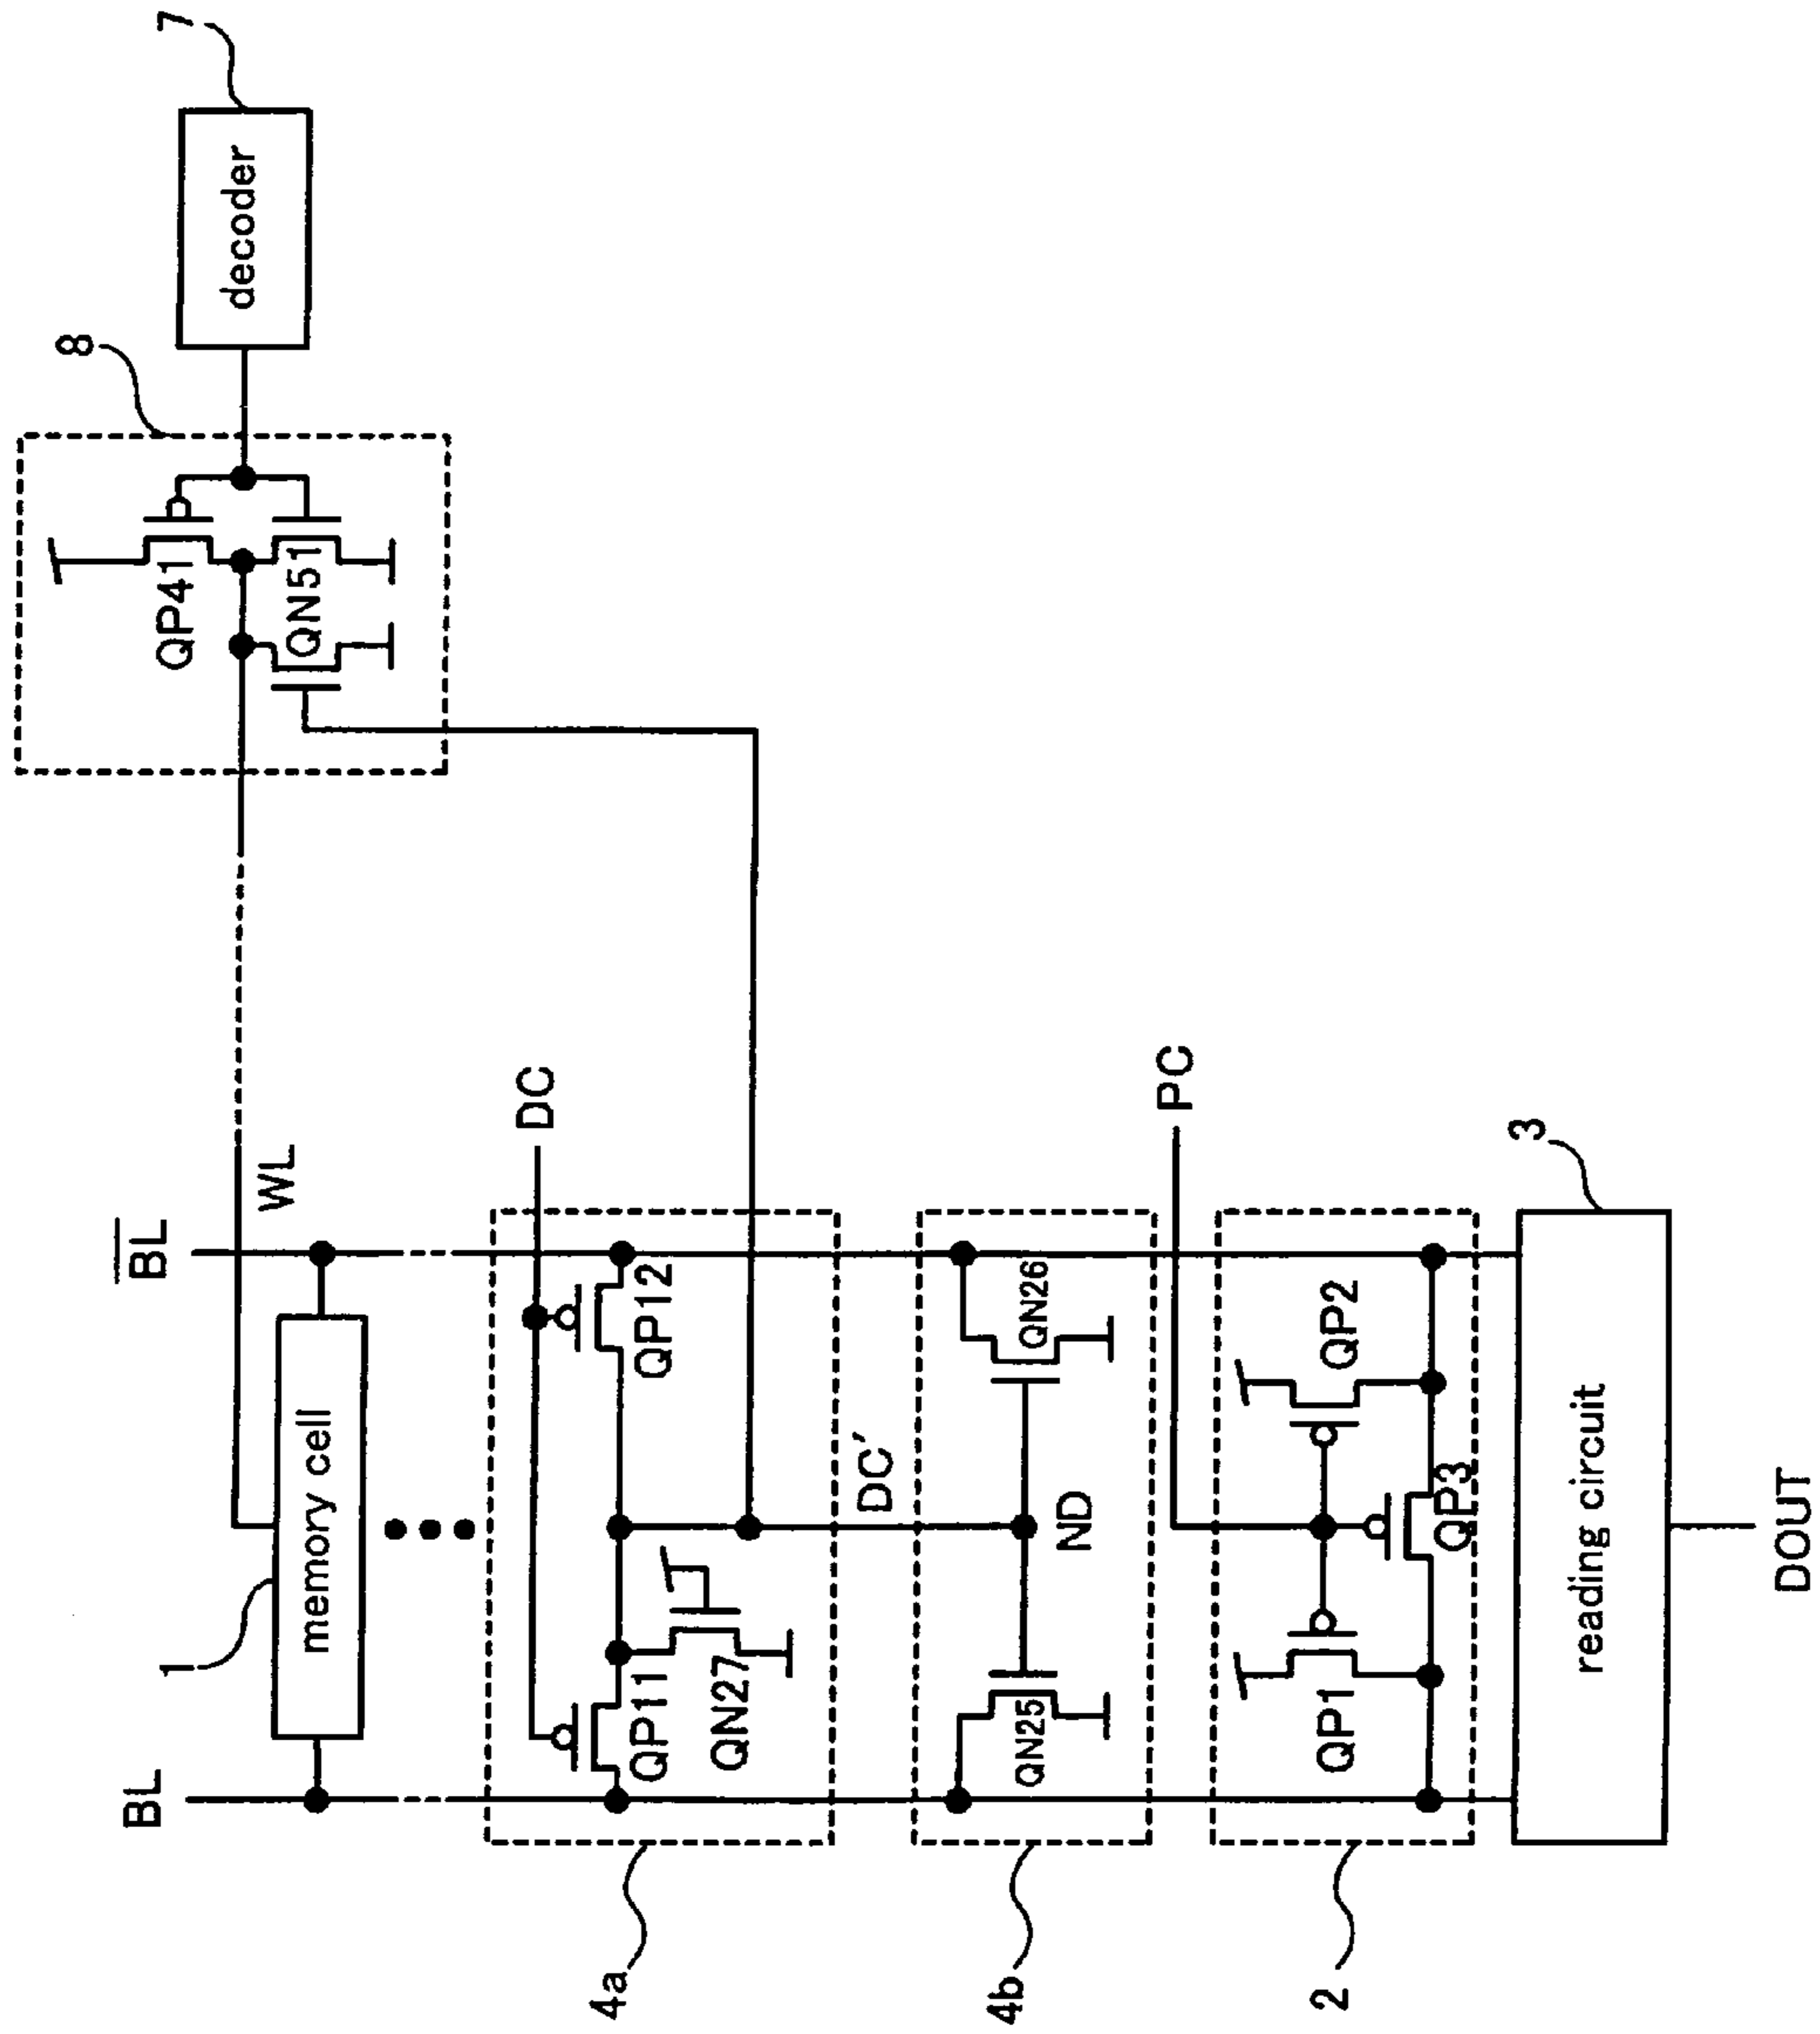 7
decoder
8
QP41
QN51
BL
BL
WL
1
memory cell
DC
QP12
QP11
QN27
4a
DC′
QN26
QN25
ND
4b
PC
QP2
QP1
QP3
2
3
reading circuit
DOUT